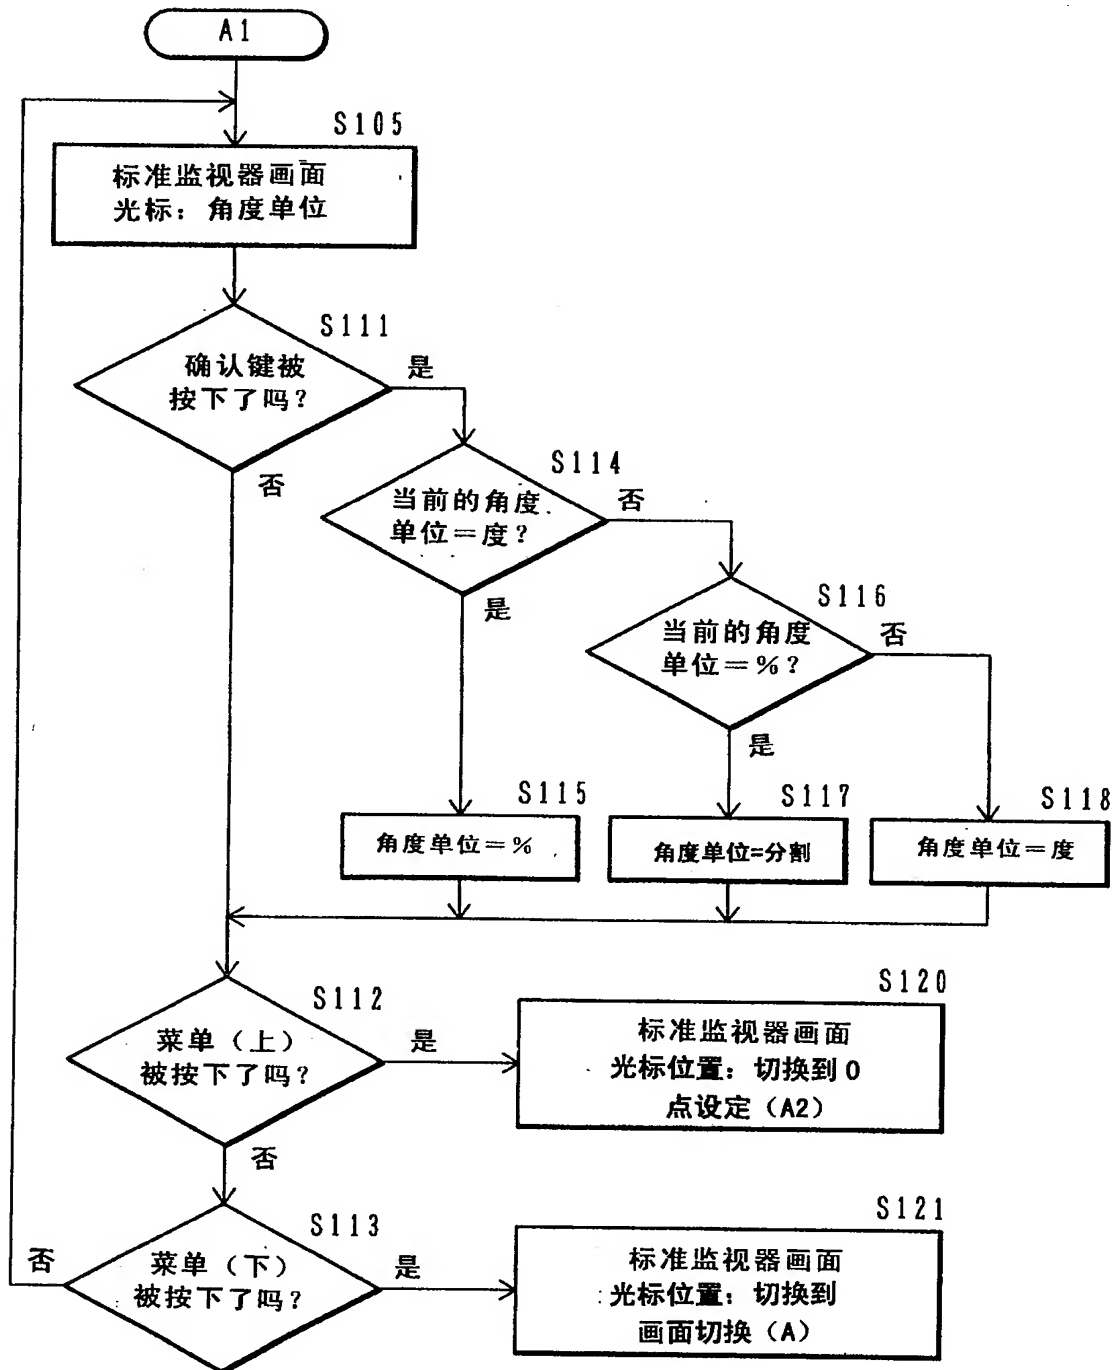 A1
S105
标准监视器画面
光标：角度单位
S111
确认键被
按下了吗？
是
否
S114
当前的角度
单位＝度？
否
是
S116
当前的角度
单位＝％？
否
是
S115
角度单位＝％
S117
角度单位=分割
S118
角度单位＝度
S112
菜单（上）
被按下了吗？
是
否
S120
标准监视器画面
光标位置：切换到 0
点设定（A2）
S113
菜单（下）
被按下了吗？
否
是
S121
标准监视器画面
光标位置：切换到
画面切换（A）